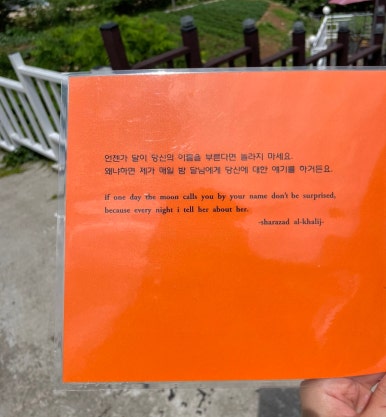 언젠가 달이 당신의 이름을 부른다면 놀라지 마세요.
왜냐하면 제가 매일 밤 달님에게 당신에 대한 얘기를 하거든요.
if one day the moon calls you by your name don't be surprised,
because every night i tell her about her.
-sharazad al-khalij-